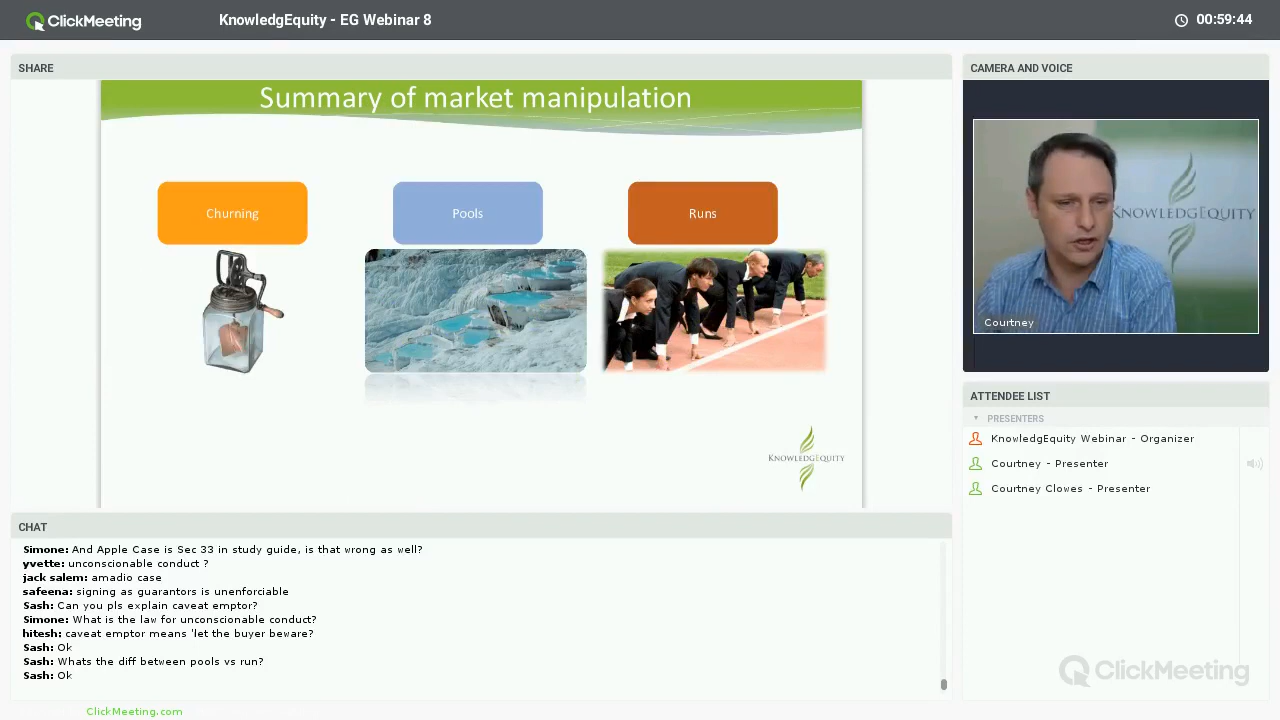 ClickMeeting
KnowledgEquity - EG Webinar 8
00:59:44
SHARE
Summary of market manipulation
Churning
Pools
Runs
KNOWLEDGEQUITY
CAMERA AND VOICE
KNOWLEDGEQUITY
Courtney
ATTENDEE LIST
PRESENTERS
KnowledgEquity Webinar - Organizer
Courtney - Presenter
Courtney Clowes - Presenter
CHAT
Simone: And Apple Case is Sec 33 in study guide, is that wrong as well?
yvette: unconscionable conduct ?
jack salem: amadio case
safeena: signing as guarantors is unenforciable
Sash: Can you pls explain caveat emptor?
Simone: What is the law for unconscionable conduct?
hitesh: caveat emptor means 'let the buyer beware?
Sash: Ok
Sash: Whats the diff between pools vs run?
Sash: Ok
ClickMeeting
ClickMeeting.com